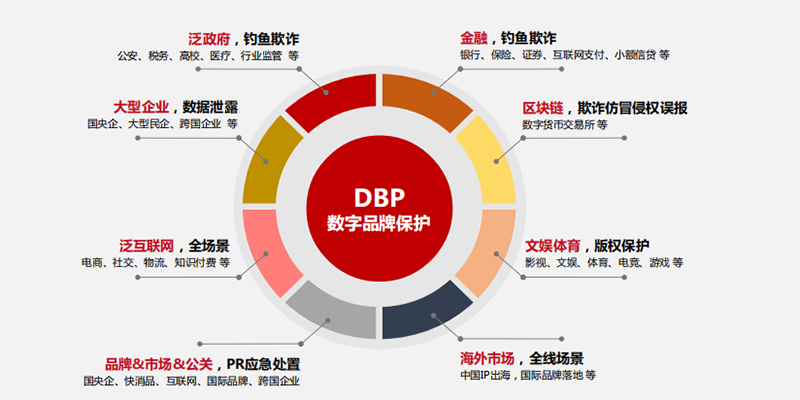 泛政府，钓鱼欺诈
公安、税务、高校、医疗、行业监管 等
金融，钓鱼欺诈
银行、保险、证券、互联网支付、小额信贷 等
大型企业，数据泄露
国央企、大型民企、跨国企业 等
区块链，欺诈仿冒侵权误报
数字货币交易所 等
DBP
数字品牌保护
泛互联网，全场景
电商、社交、物流、知识付费 等
文娱体育，版权保护
影视、文娱、体育、电竞、游戏 等
品牌&市场&公关，PR应急处置
国央企、快消品、互联网、国际品牌、跨国企业
海外市场，全线场景
中国IP出海，国际品牌落地 等